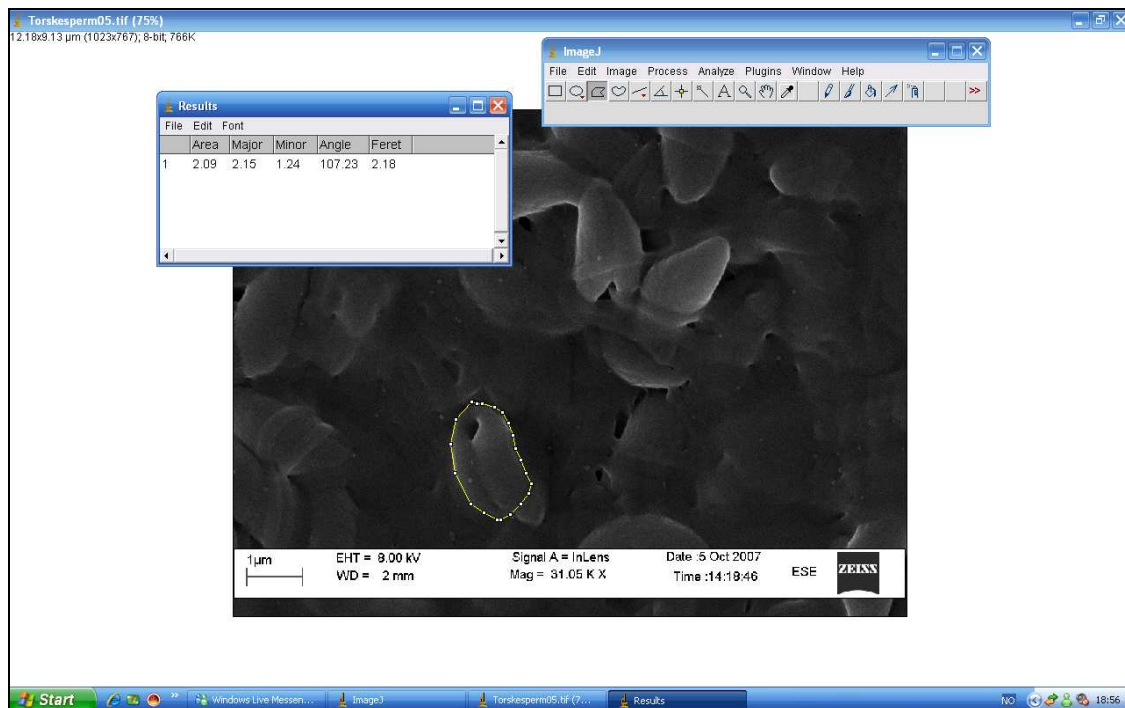 Torskesperm05.tif (75%)
12.18x9.13 µm (1023x767); 8-bit; 766K
ImageJ
File Edit Image Process Analyze Plugins Window Help
A
>>
Results
File Edit Font
Area Major Minor Angle Feret
1 2.09 2.15 1.24 107.23 2.18
1µm
EHT = 8.00 kV
WD = 2 mm
Signal A = InLens
Mag = 31.05 K X
Date :5 Oct 2007
Time :14:18:46
ESE
ZEISS
Start
Windows Live Messen...
ImageJ
Torskesperm05.tif (7...
Results
NO
18:56